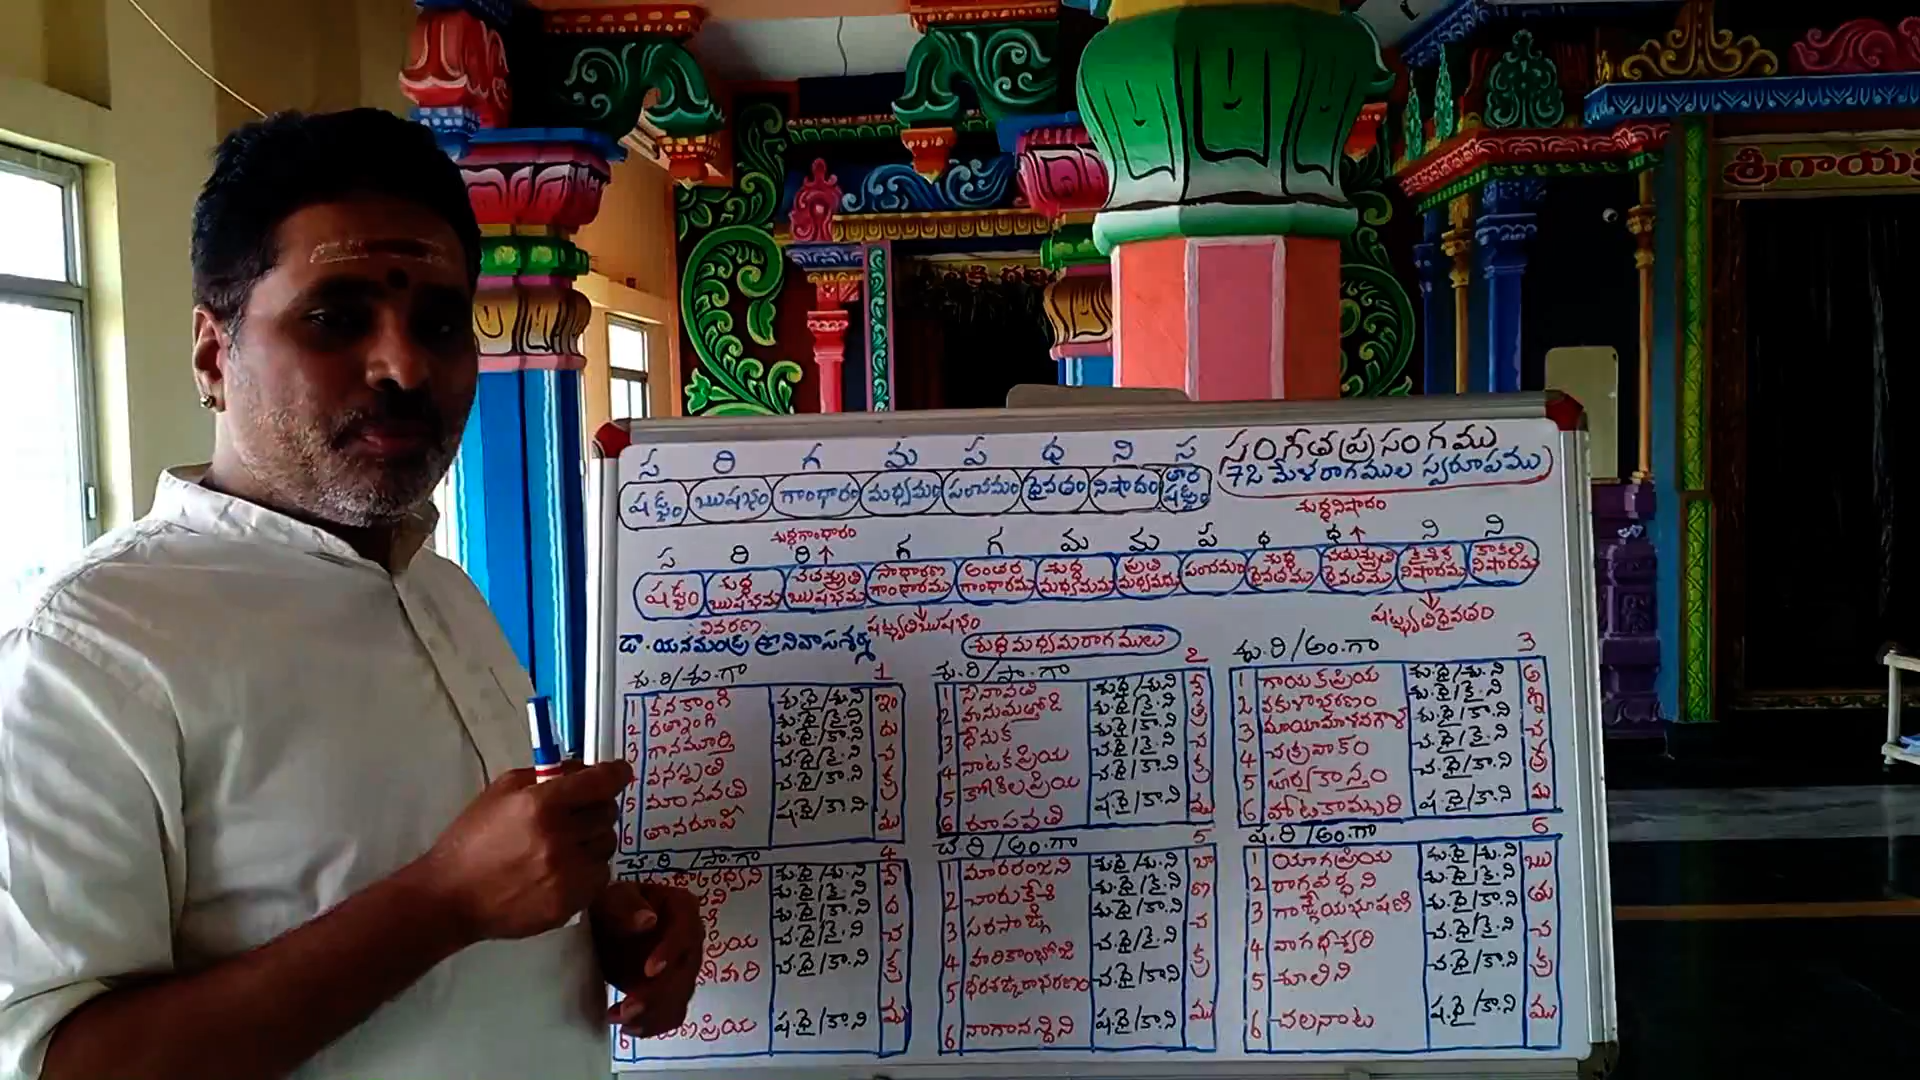 శ్రీగాయ
స రి గ మ ప ధ ని స
షడ్జం ఋషభం గాంధారం మధ్యమం పంచమం ధైవతం నిషాదం తార షడ్జం
సంగీతప్రసంగము
(72 మేళరాగముల స్వరూపము)
శుద్ధగాంధారం
శుద్ధనిషాదం
స రి రి గ గ మ మ ప ధ ధ ని ని
షడ్జం శుద్ధ ఋషభము చతుశ్రుతి ఋషభము సాధారణ గాంధారము అంతర గాంధారము శుద్ధ మధ్యమము ప్రతి మధ్యమము పంచమం శుద్ధ ధైవతము చతుశ్రుతి ధైవతము కైశిక నిషాదము కాకలి నిషాదము
షట్శృతిఋషభం
షట్శృతిధైవతం
వివరణ:
డా. యనమండ్ర శ్రీనివాసశర్మ
శుద్ధమధ్యమరాగములు
శు.రి/శు.గా 1
1 కనకాంగి శు.ధై/శు.ని ఇం
2 రత్నాంగి శు.ధై/కై.ని దు
3 గానమూర్తి శు.ధై/కా.ని చ
వనస్పతి చ.ధై/కై.ని క్ర
5 మానవతి చ.ధై/కా.ని
6 తానరూపి ష.ధై/కా.ని ము
శు.రి/సా.గా 2
1 సేనావతి శు.ధై/శు.ని నే
2 హనుమత్తోడి శు.ధై/కై.ని త్ర
3 ధేనుక శు.ధై/కా.ని చ
4 నాటకప్రియ చ.ధై/కై.ని క్ర
5 కోకిలప్రియ చ.ధై/కా.ని
6 రూపవతి ష.ధై/కా.ని ము
శు.రి/అం.గా 3
1 గాయకప్రియ శు.ధై/శు.ని అ
2 వకుళాభరణం శు.ధై/కై.ని గ్ని
3 మాయామాళవగౌళ శు.ధై/కా.ని చ
4 చక్రవాకం చ.ధై/కై.ని క్ర
5 సూర్యకాన్తం చ.ధై/కా.ని
6 హాటకామ్బరి ష.ధై/కా.ని ము
చ.రి/సా.గా 4
శు.ధై/శు.ని వే
శు.ధై/కై.ని ద
శు.ధై/కా.ని చ
ప్రియ చ.ధై/కై.ని క్ర
హరి చ.ధై/కా.ని
6 ప్రియ ష.ధై/కా.ని ము
చ.రి/అం.గా 5
1 మారరంజని శు.ధై/శు.ని బా
2 చారుకేశి శు.ధై/కై.ని ణ
3 సరసాఙ్గి శు.ధై/కా.ని చ
4 హరికాంభోజి చ.ధై/కై.ని క్ర
5 ధీరశఙ్కరాభరణం చ.ధై/కా.ని
6 నాగానన్దిని ష.ధై/కా.ని ము
ష.రి/అం.గా 6
1 యాగప్రియ శు.ధై/శు.ని ఋ
2 రాగవర్ధని శు.ధై/కై.ని తు
3 గాఙ్గేయభూషణి శు.ధై/కా.ని చ
4 వాగధీశ్వరి చ.ధై/కై.ని
5 శూలిని చ.ధై/కా.ని క్ర
6 చలనాట ష.ధై/కా.ని ము